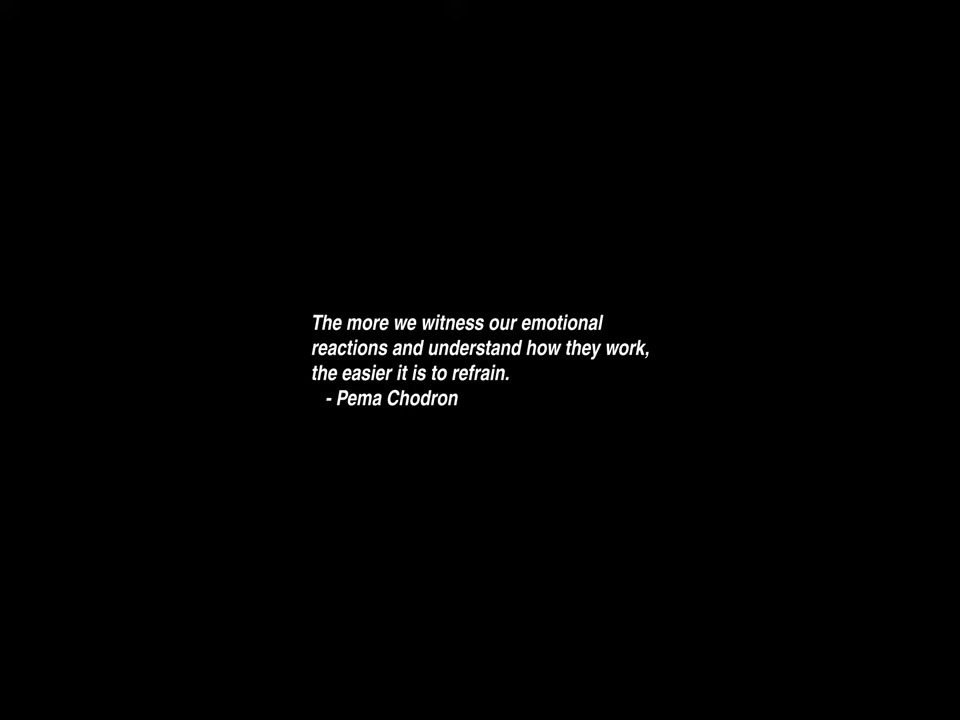 The more we witness our emotional
reactions and understand how they work,
the easier it is to refrain.
- Pema Chodron